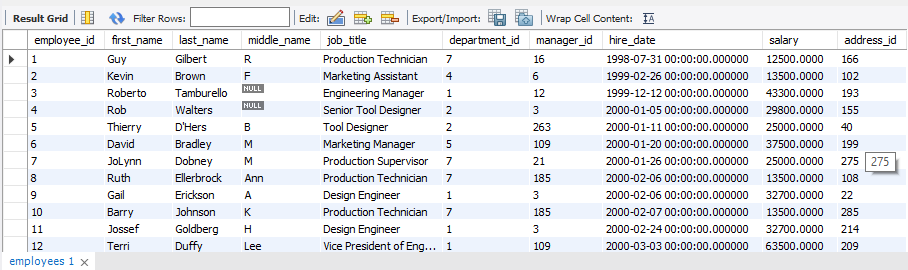 Result Grid Filter Rows: Edit: Export/Import: Wrap Cell Content: IA
employee_id first_name last_name middle_name job_title department_id manager_id hire_date salary address_id
1 Guy Gilbert R Production Technician 7 16 1998-07-31 00:00:00.000000 12500.0000 166
2 Kevin Brown F Marketing Assistant 4 6 1999-02-26 00:00:00.000000 13500.0000 102
3 Roberto Tamburello NULL Engineering Manager 1 12 1999-12-12 00:00:00.000000 43300.0000 193
4 Rob Walters NULL Senior Tool Designer 2 3 2000-01-05 00:00:00.000000 29800.0000 155
5 Thierry D'Hers B Tool Designer 2 263 2000-01-11 00:00:00.000000 25000.0000 40
6 David Bradley M Marketing Manager 5 109 2000-01-20 00:00:00.000000 37500.0000 199
7 JoLynn Dobney M Production Supervisor 7 21 2000-01-26 00:00:00.000000 25000.0000 275 275
8 Ruth Ellerbrock Ann Production Technician 7 185 2000-02-06 00:00:00.000000 13500.0000 108
9 Gail Erickson A Design Engineer 1 3 2000-02-06 00:00:00.000000 32700.0000 22
10 Barry Johnson K Production Technician 7 185 2000-02-07 00:00:00.000000 13500.0000 285
11 Jossef Goldberg H Design Engineer 1 3 2000-02-24 00:00:00.000000 32700.0000 214
12 Terri Duffy Lee Vice President of Eng... 1 109 2000-03-03 00:00:00.000000 63500.0000 209
employees 1